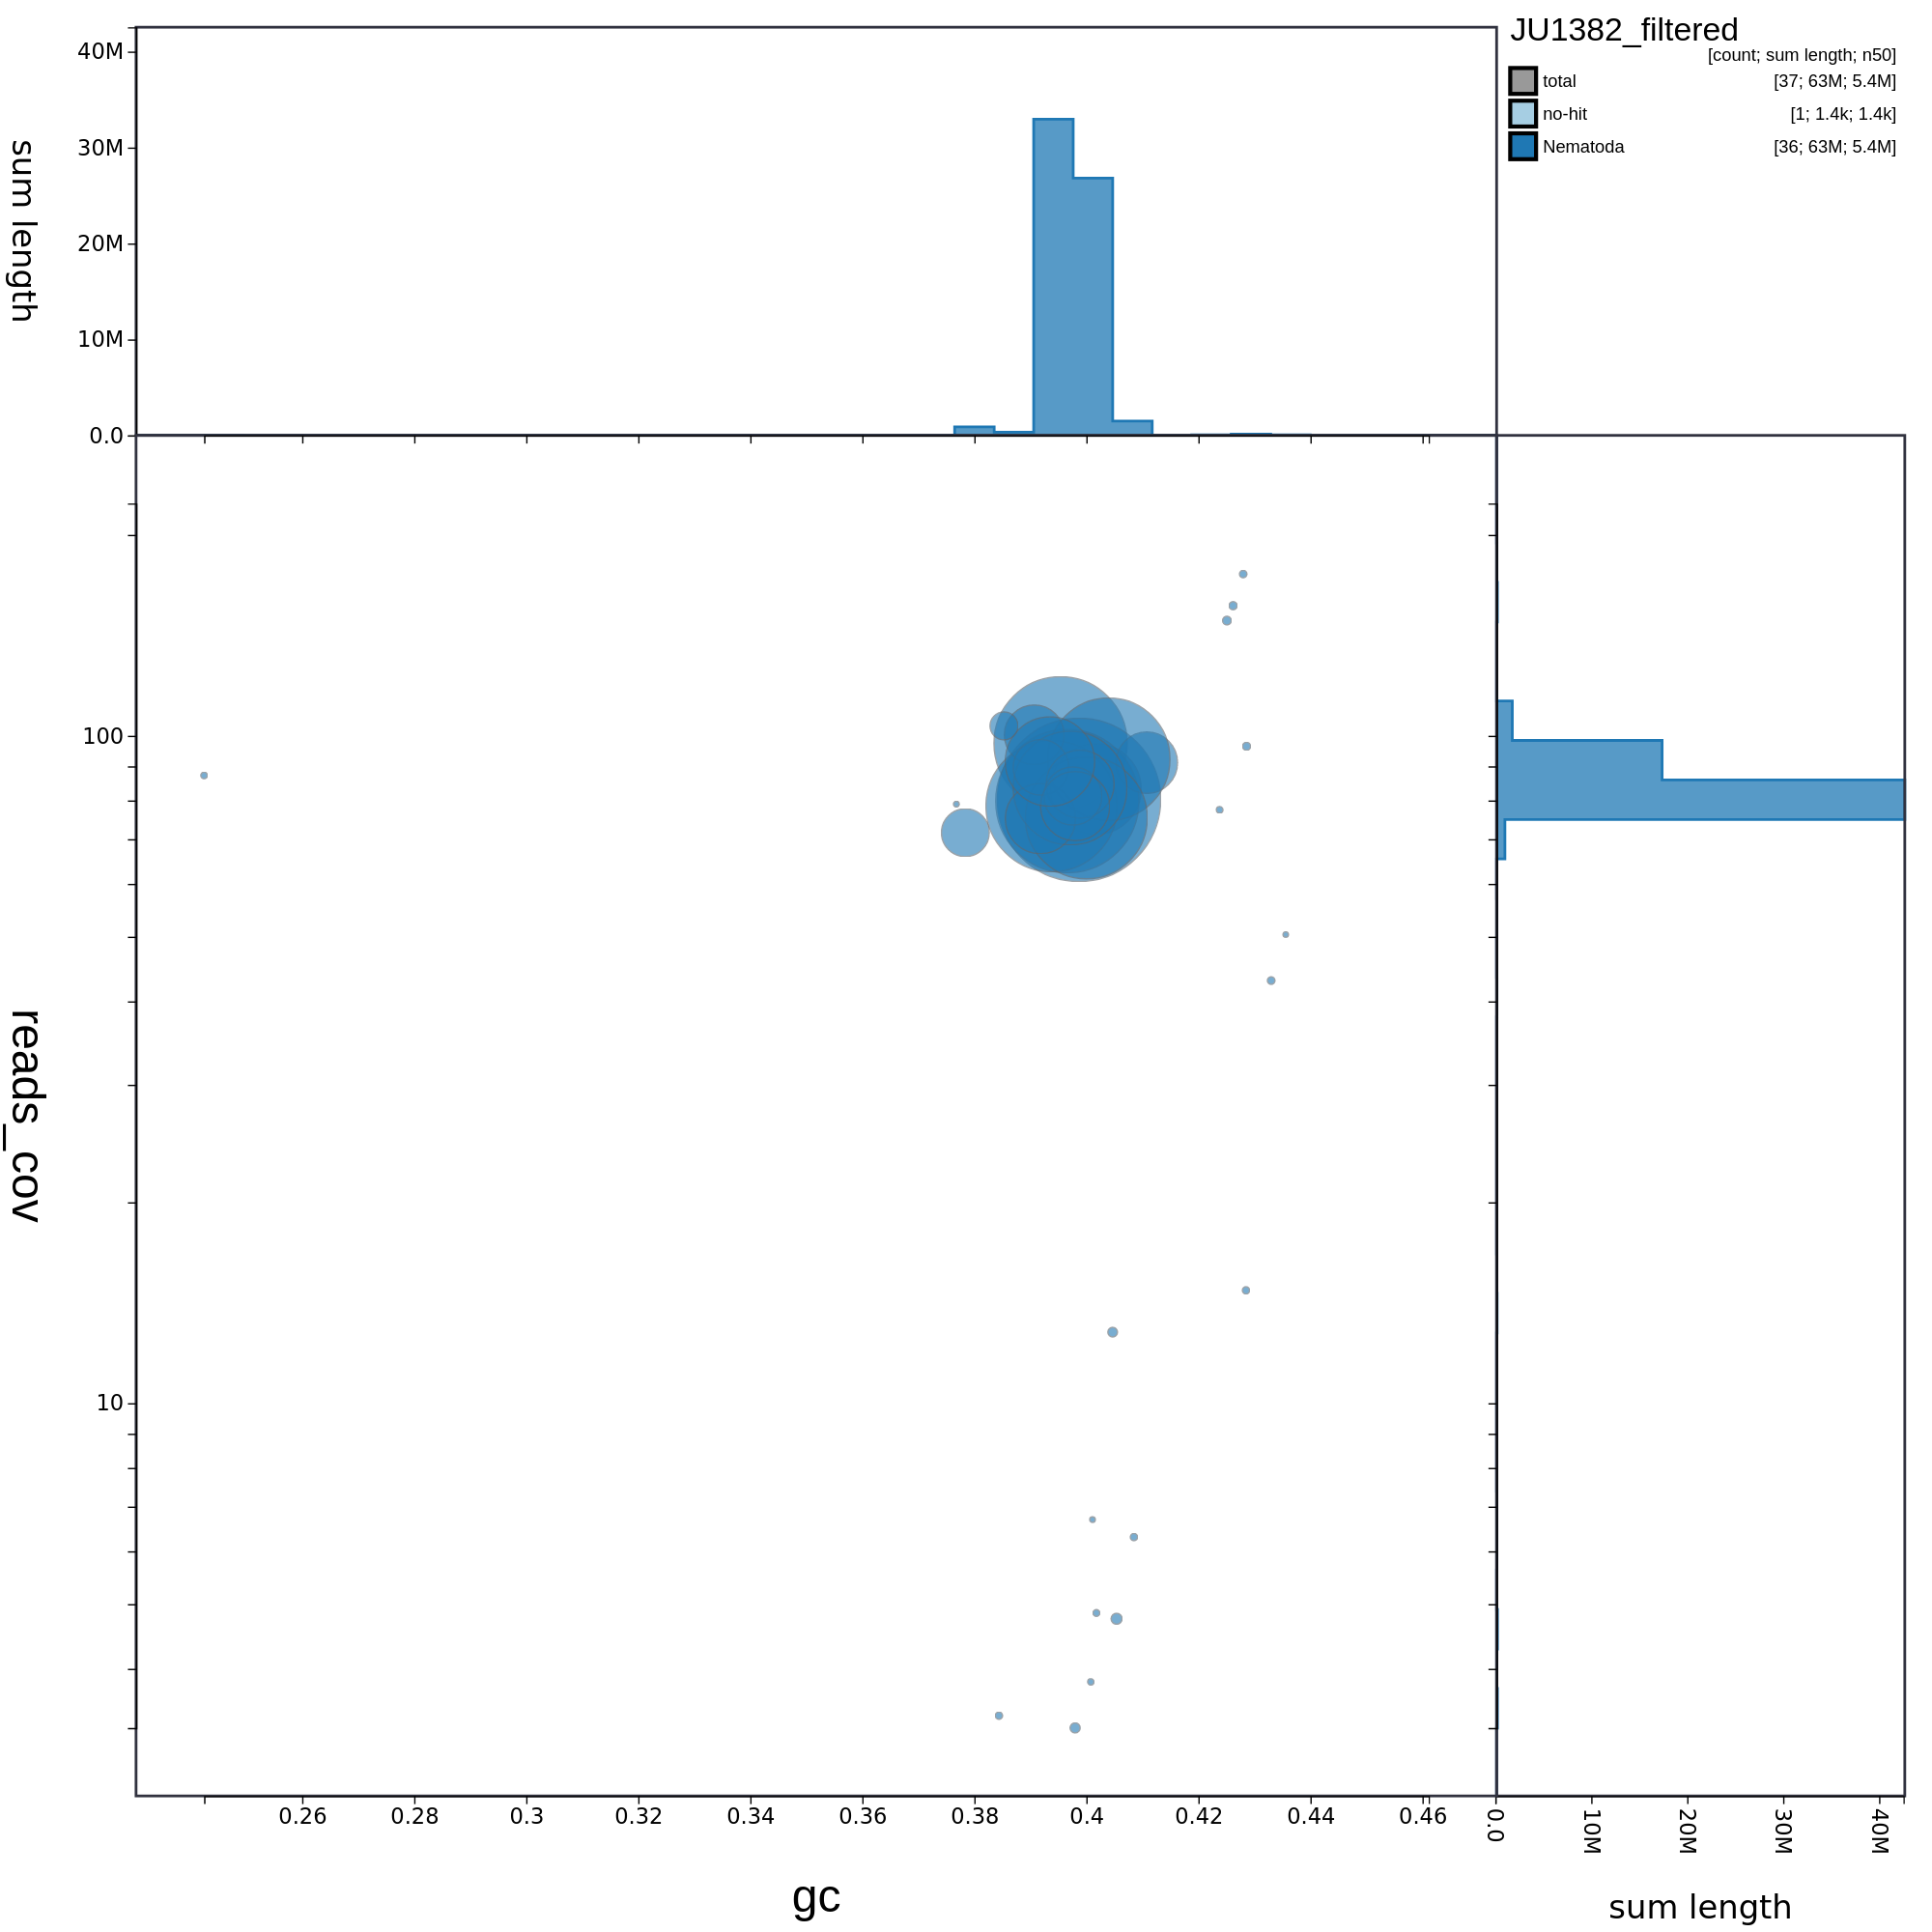 JU1382_filtered
[count; sum length; n50]
total [37; 63M; 5.4M]
no-hit [1; 1.4k; 1.4k]
Nematoda [36; 63M; 5.4M]
sum length
40M
30M
20M
10M
0.0
reads_cov
100
10
0.26 0.28 0.3 0.32 0.34 0.36 0.38 0.4 0.42 0.44 0.46
gc
0.0 10M 20M 30M 40M
sum length